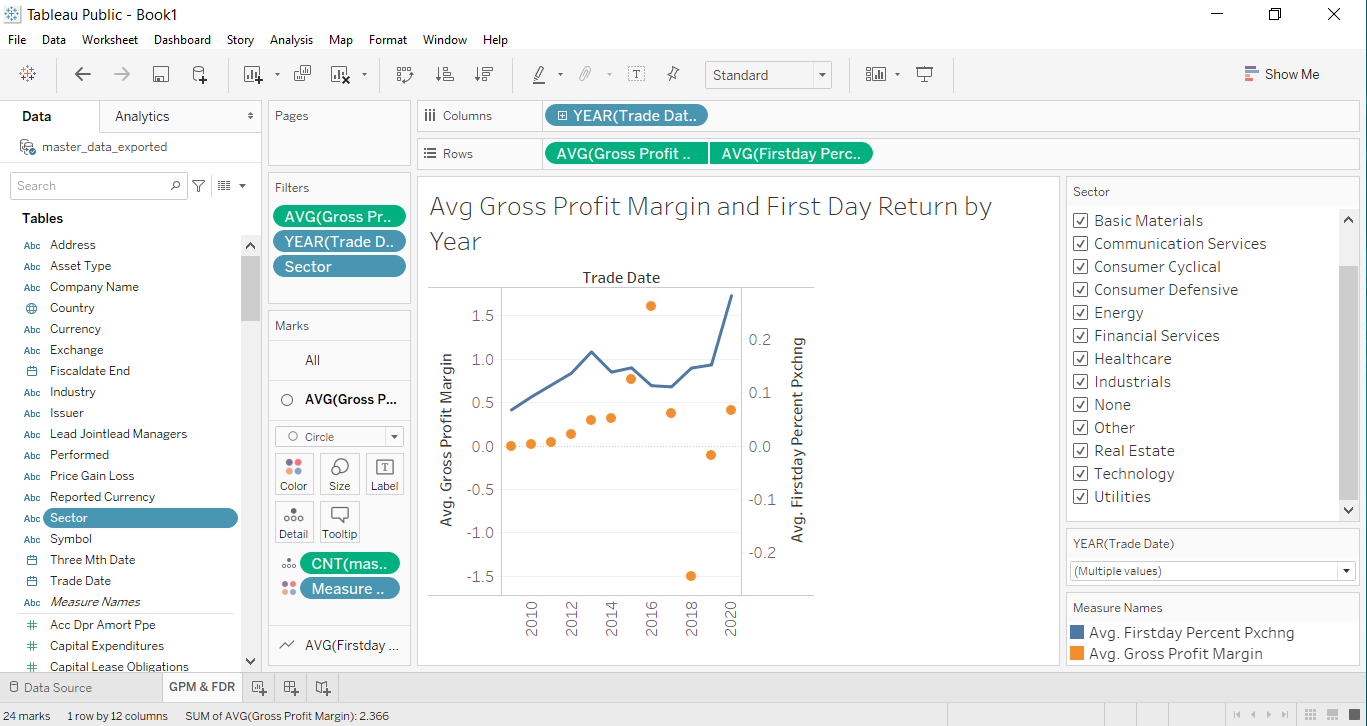 Tableau Public - Book1
File Data Worksheet Dashboard Story Analysis Map Format Window Help
Standard
Show Me
Data Analytics
master_data_exported
Search
Tables
Abc Address
Abc Asset Type
Abc Company Name
Country
Abc Currency
Abc Exchange
Fiscaldate End
Abc Industry
Abc Issuer
Abc Lead Jointlead Managers
Abc Performed
Abc Price Gain Loss
Abc Reported Currency
Abc Sector
Abc Symbol
Three Mth Date
Trade Date
Abc Measure Names
# Acc Dpr Amort Ppe
# Capital Expenditures
# Capital Lease Obligations
Pages
Filters
AVG(Gross Pr..
YEAR(Trade D..
Sector
Marks
All
AVG(Gross P...
Circle
Color Size Label
Detail Tooltip
CNT(mas..
Measure ..
AVG(Firstday ...
Columns YEAR(Trade Dat..
Rows AVG(Gross Profit .. AVG(Firstday Perc..
Avg Gross Profit Margin and First Day Return by
Year
Trade Date
Avg. Gross Profit Margin
1.5
1.0
0.5
0.0
-0.5
-1.0
-1.5
0.2
0.1
0.0
-0.1
-0.2
Avg. Firstday Percent Pxchng
2010 2012 2014 2016 2018 2020
Sector
Basic Materials
Communication Services
Consumer Cyclical
Consumer Defensive
Energy
Financial Services
Healthcare
Industrials
None
Other
Real Estate
Technology
Utilities
YEAR(Trade Date)
(Multiple values)
Measure Names
Avg. Firstday Percent Pxchng
Avg. Gross Profit Margin
Data Source GPM & FDR
24 marks 1 row by 12 columns SUM of AVG(Gross Profit Margin): 2.366